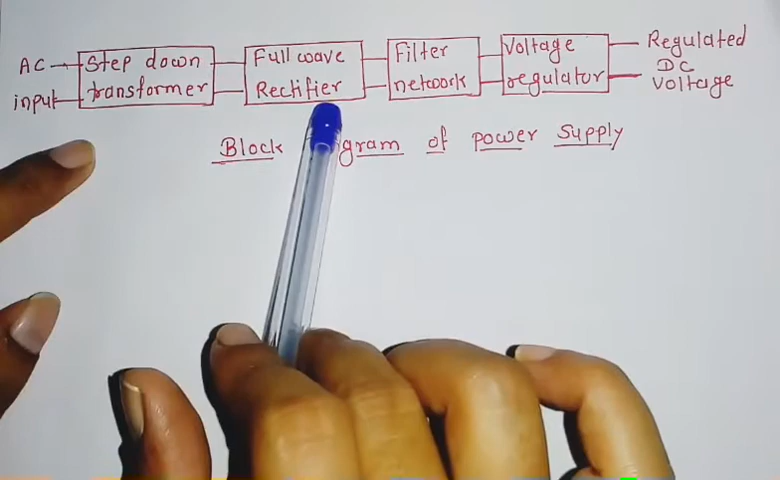 AC
input
Step down
transformer
Full wave
Rectifier
Filter
network
Voltage
regulator
Regulated
DC
Voltage
Block gram of power Supply